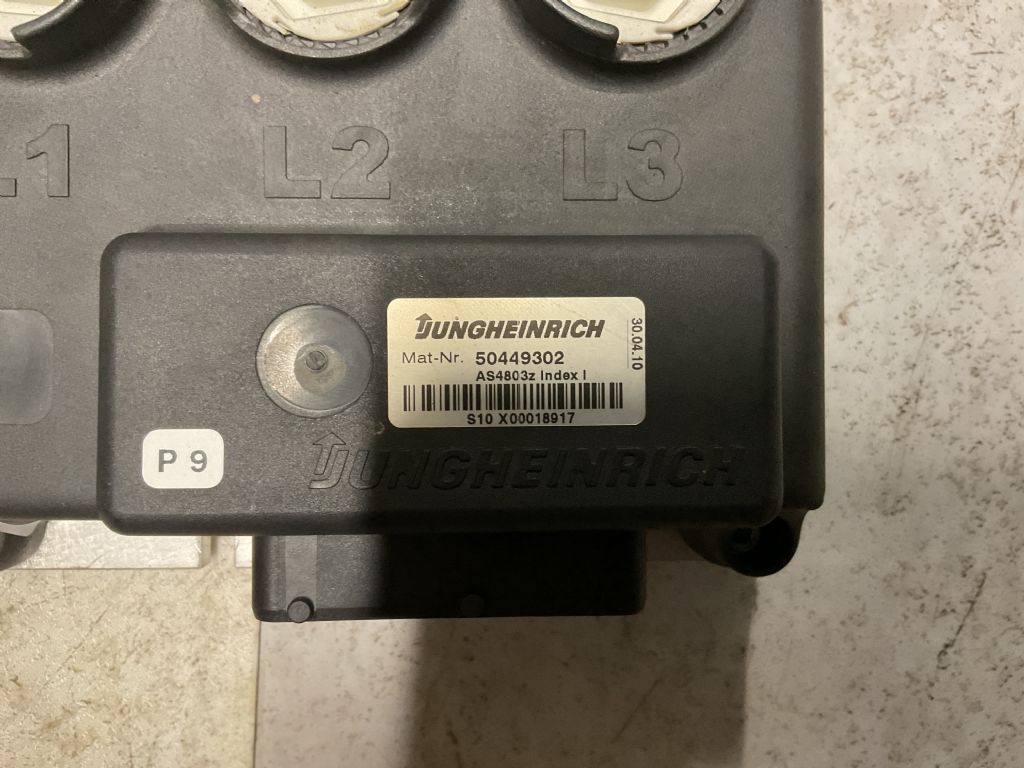 L1
L2
L3
JUNGHEINRICH
Mat-Nr. 50449302
AS4803z Index I
S10 X00018917
30.04.10
P 9
JUNGHEINRICH